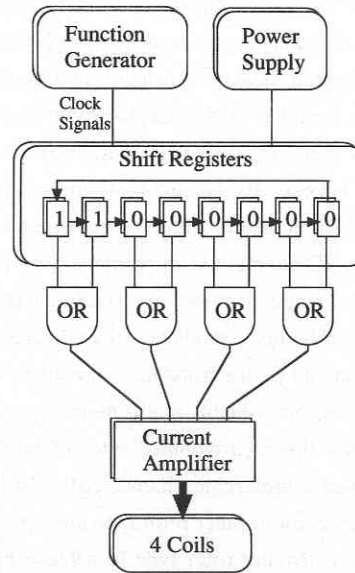 Function
Generator
Power
Supply
Clock
Signals
Shift Registers
1 1 0 0 0 0 0 0
OR OR OR OR
Current
Amplifier
4 Coils